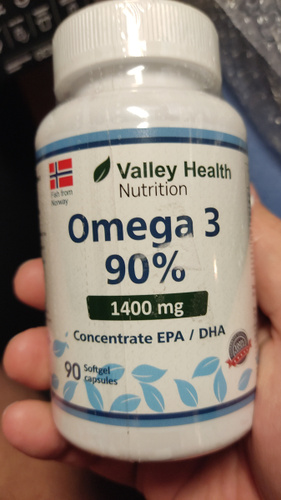 Fish from
Norway
Valley Health
Nutrition
Omega 3
90%
1400 mg
Concentrate EPA / DHA
90 Softgel
capsules